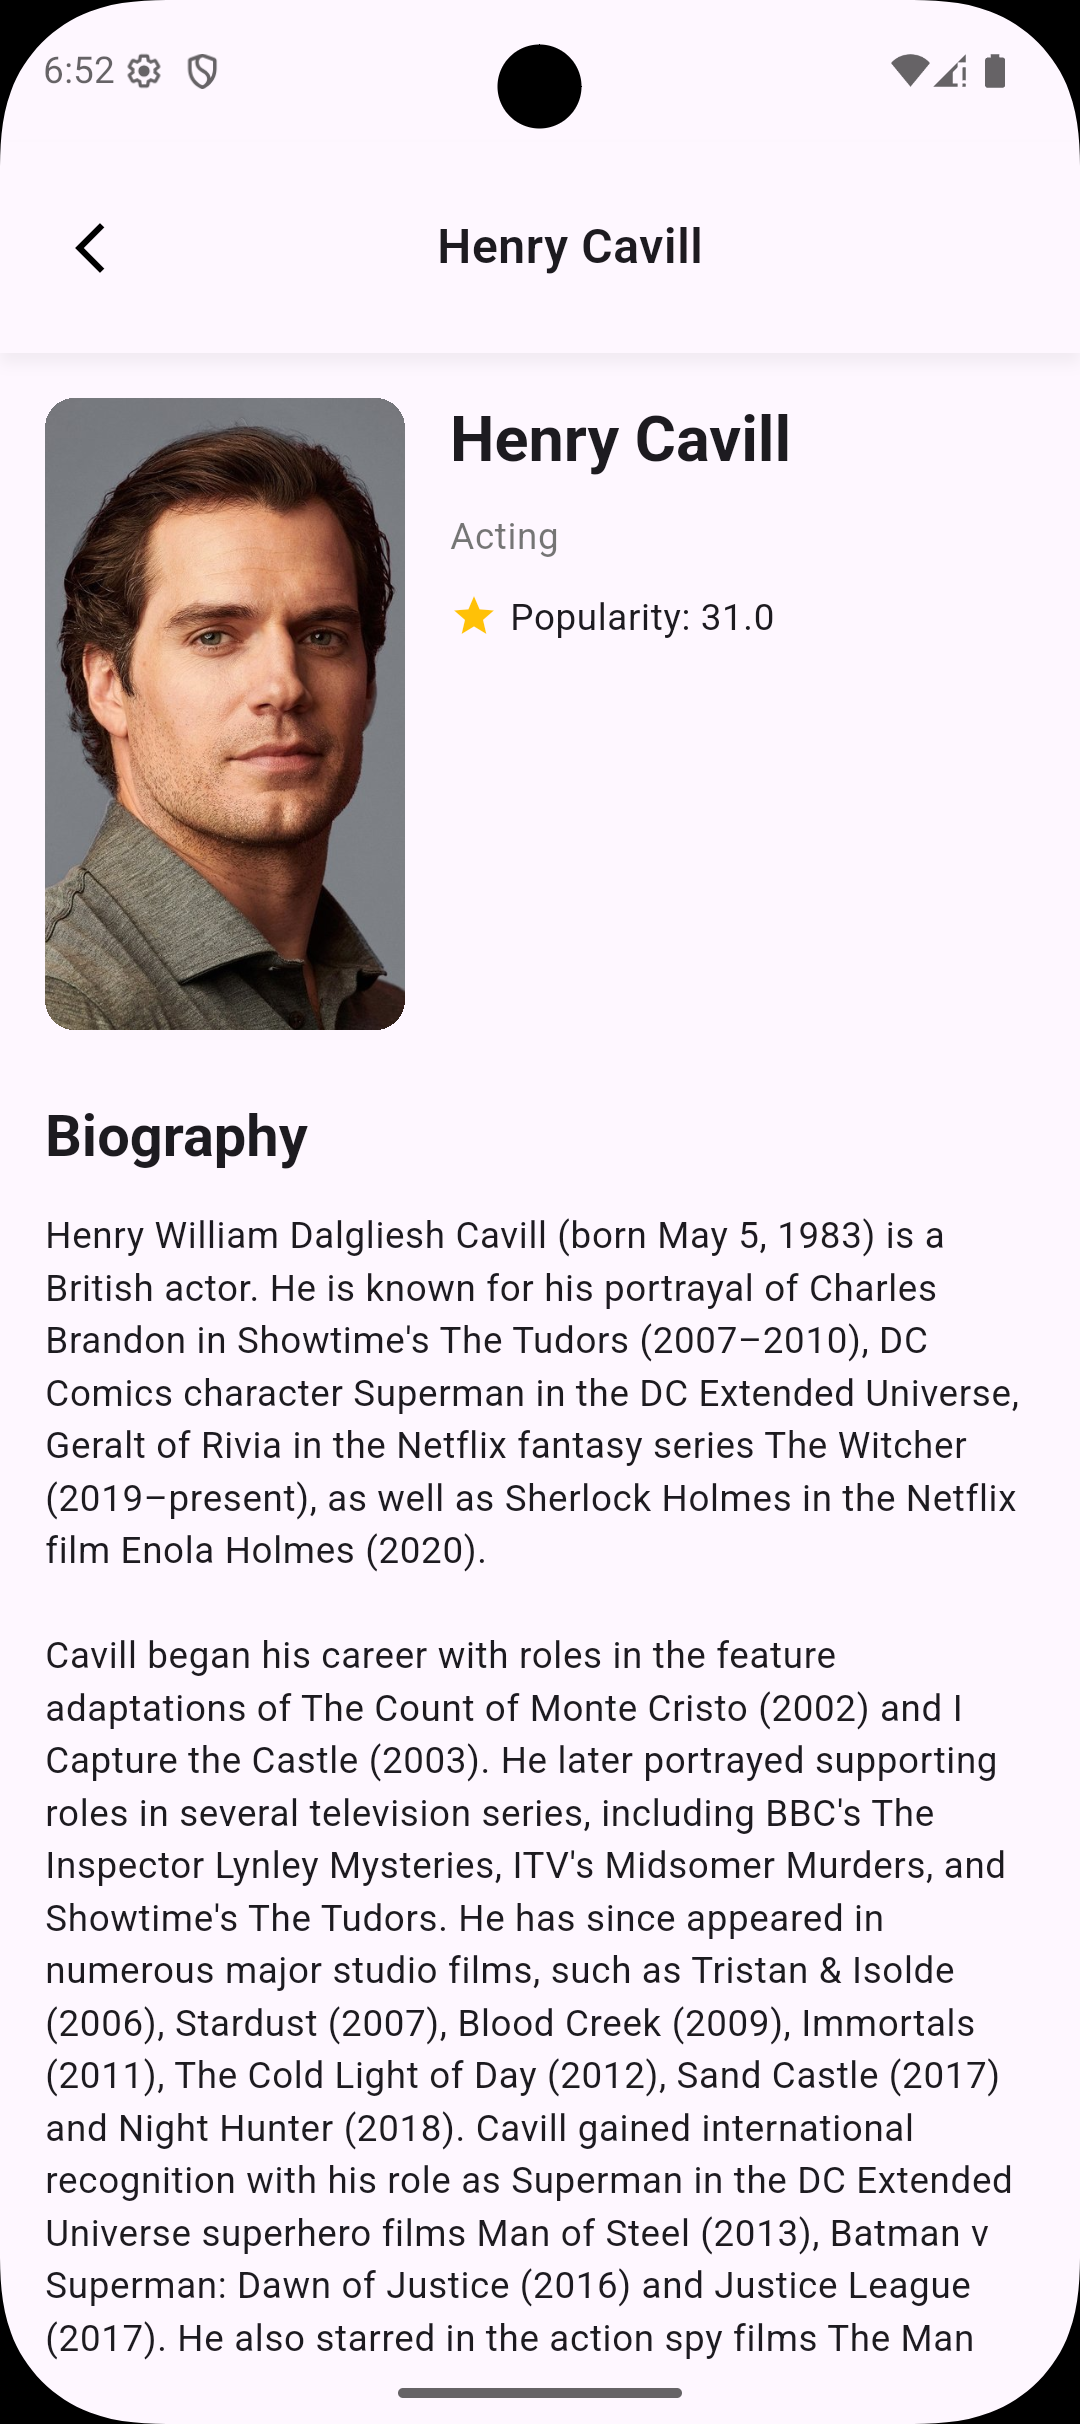 6:52
Henry Cavill
Henry Cavill
Acting
Popularity: 31.0
Biography
Henry William Dalgliesh Cavill (born May 5, 1983) is a
British actor. He is known for his portrayal of Charles
Brandon in Showtime's The Tudors (2007–2010), DC
Comics character Superman in the DC Extended Universe,
Geralt of Rivia in the Netflix fantasy series The Witcher
(2019–present), as well as Sherlock Holmes in the Netflix
film Enola Holmes (2020).
Cavill began his career with roles in the feature
adaptations of The Count of Monte Cristo (2002) and I
Capture the Castle (2003). He later portrayed supporting
roles in several television series, including BBC's The
Inspector Lynley Mysteries, ITV's Midsomer Murders, and
Showtime's The Tudors. He has since appeared in
numerous major studio films, such as Tristan & Isolde
(2006), Stardust (2007), Blood Creek (2009), Immortals
(2011), The Cold Light of Day (2012), Sand Castle (2017)
and Night Hunter (2018). Cavill gained international
recognition with his role as Superman in the DC Extended
Universe superhero films Man of Steel (2013), Batman v
Superman: Dawn of Justice (2016) and Justice League
(2017). He also starred in the action spy films The Man